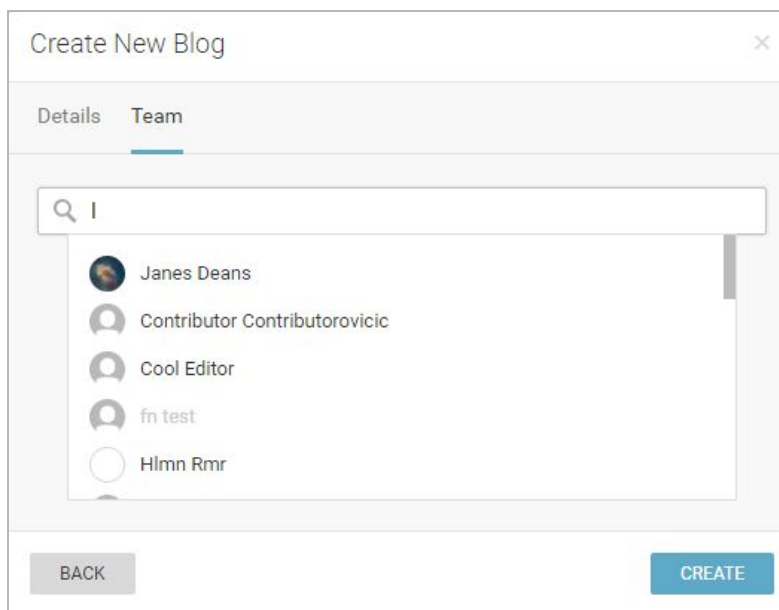 Create New Blog
Details Team
Janes Deans
Contributor Contributorovicic
Cool Editor
fn test
Hlmn Rmr
BACK CREATE